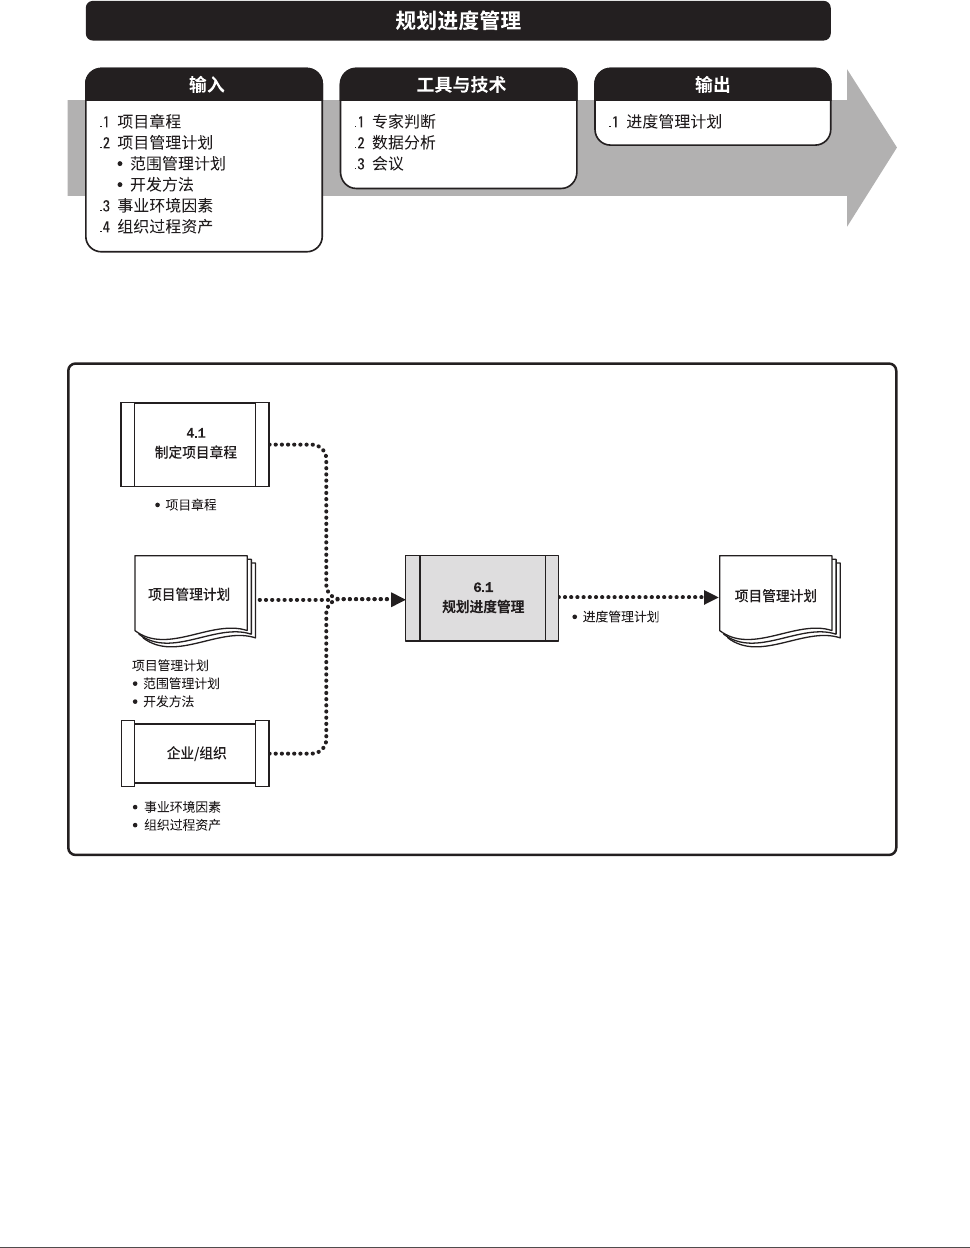 规划进度管理
输入
.1 项目章程
.2 项目管理计划
• 范围管理计划
• 开发方法
.3 事业环境因素
.4 组织过程资产
工具与技术
.1 专家判断
.2 数据分析
.3 会议
输出
.1 进度管理计划
4.1
制定项目章程
• 项目章程
项目管理计划
项目管理计划
• 范围管理计划
• 开发方法
企业/组织
• 事业环境因素
• 组织过程资产
6.1
规划进度管理
• 进度管理计划
项目管理计划